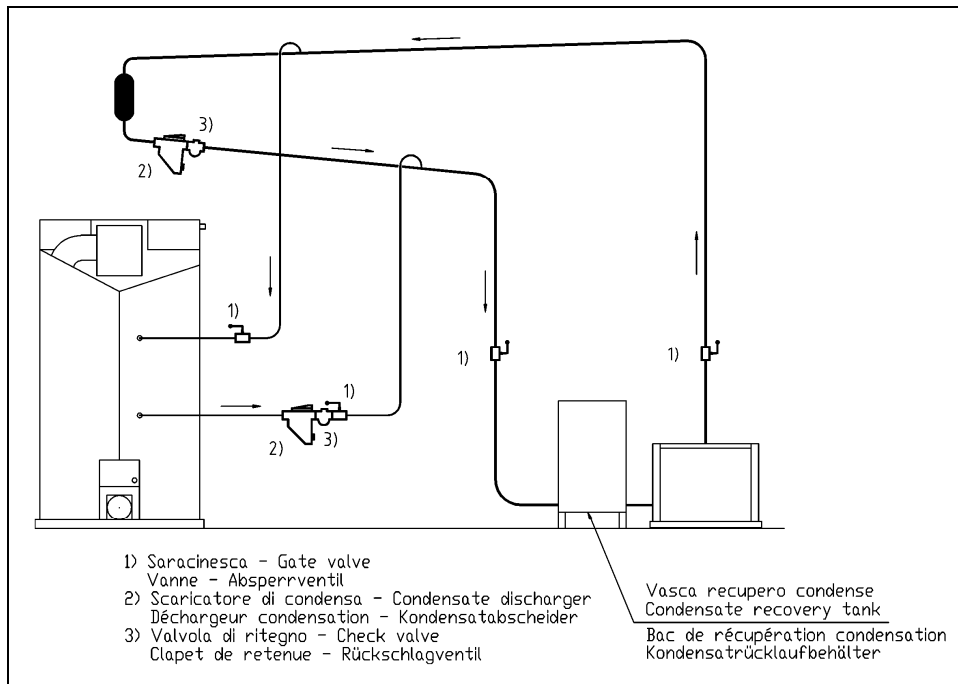 3)
2)
1)
1)
1)
1)
2)
3)
1) Saracinesca - Gate valve
Vanne - Absperrventil
2) Scaricatore di condensa - Condensate discharger
Déchargeur condensation - Kondensatabscheider
3) Valvola di ritegno - Check valve
Clapet de retenue - Rückschlagventil
Vasca recupero condense
Condensate recovery tank
Bac de récupération condensation
Kondensatrücklaufbehälter